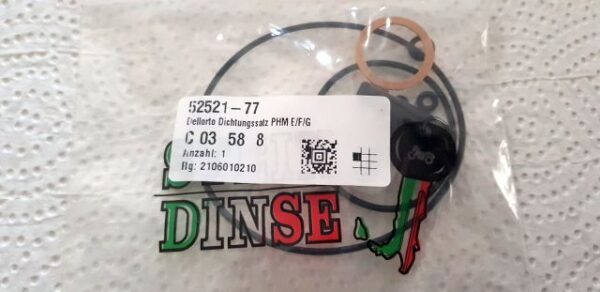 52521-77
Dellorto Dichtungssatz PHM E/F/G
C 03 58 8
Anzahl: 1
Rg: 2106010210
DINSE